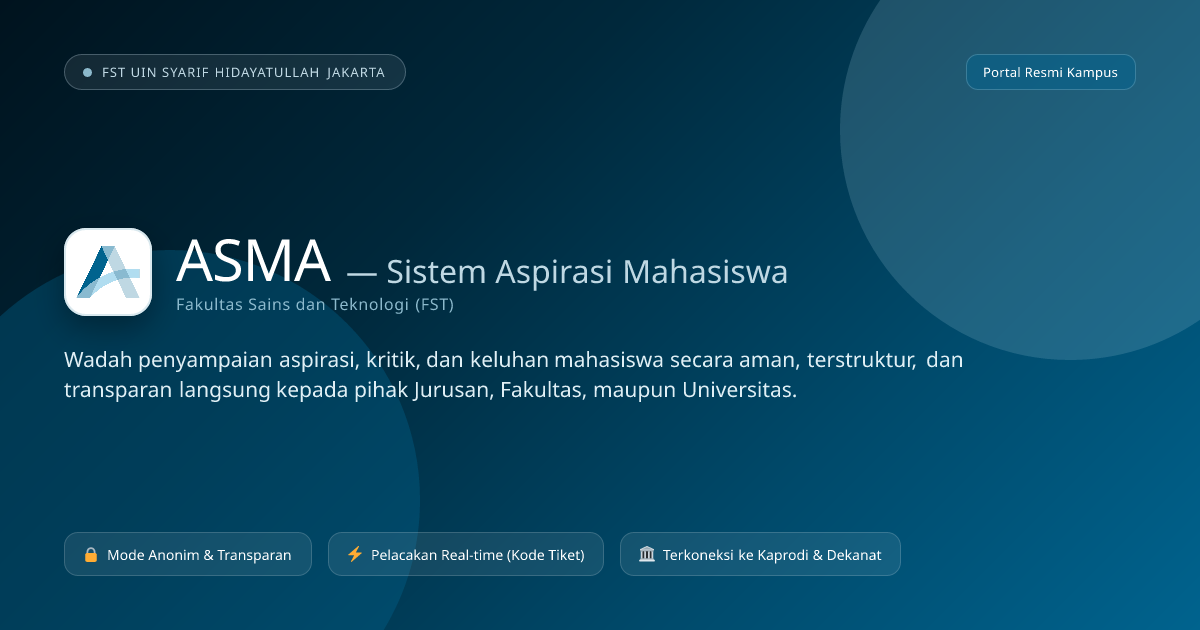 FST UIN SYARIF HIDAYATULLAH JAKARTA
Portal Resmi Kampus
ASMA — Sistem Aspirasi Mahasiswa
Fakultas Sains dan Teknologi (FST)
Wadah penyampaian aspirasi, kritik, dan keluhan mahasiswa secara aman, terstruktur, dan
transparan langsung kepada pihak Jurusan, Fakultas, maupun Universitas.
Mode Anonim & Transparan
Pelacakan Real-time (Kode Tiket)
Terkoneksi ke Kaprodi & Dekanat